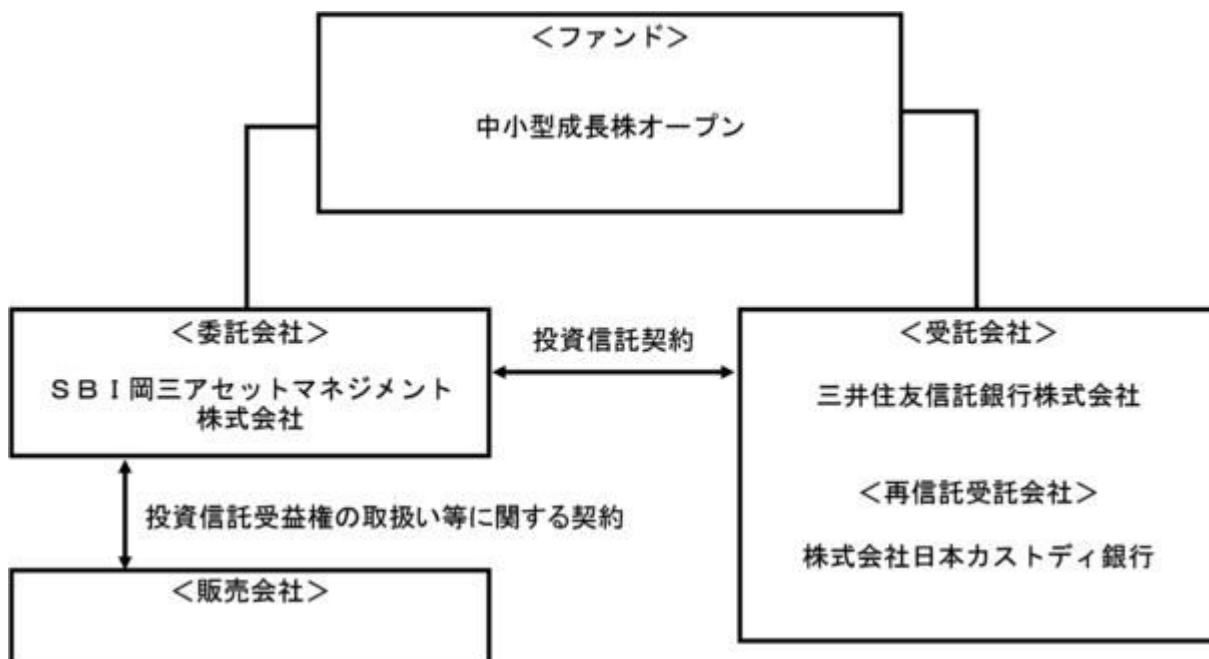 ＜ファンド＞
中小型成長株オープン
＜委託会社＞
ＳＢＩ岡三アセットマネジメント
株式会社
投資信託契約
＜受託会社＞
三井住友信託銀行株式会社
＜再信託受託会社＞
株式会社日本カストディ銀行
投資信託受益権の取扱い等に関する契約
＜販売会社＞